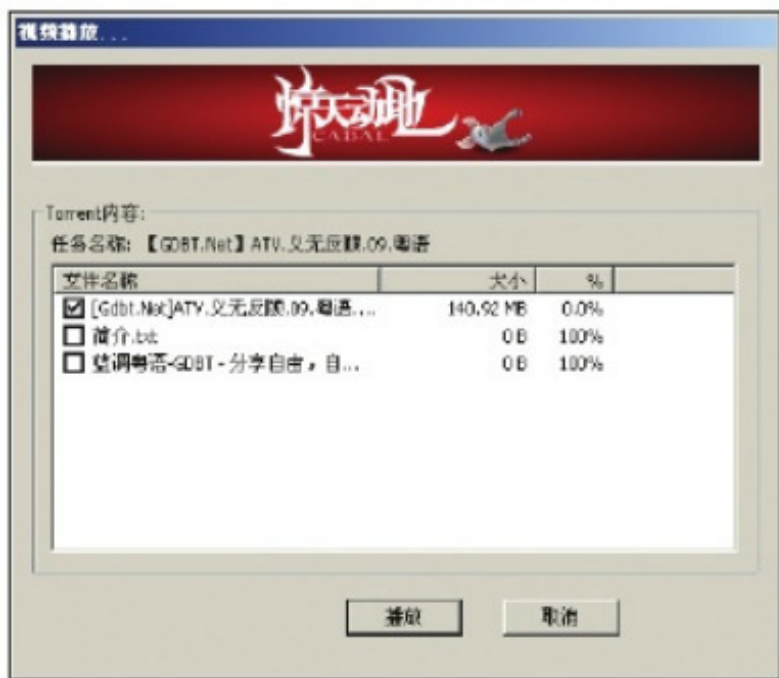 视频播放...
惊天动地
CABAL
Torrent内容:
任务名称: 【GDBT.Net】ATV.义无反顾.09.粤语
文件名称 大小 %
[Gdbt.Net]ATV.义无反顾.09.粤语.... 140.92 MB 0.0%
简介.txt 0 B 100%
粤语-GDBT - 分享自由，自... 0 B 100%
播放 取消